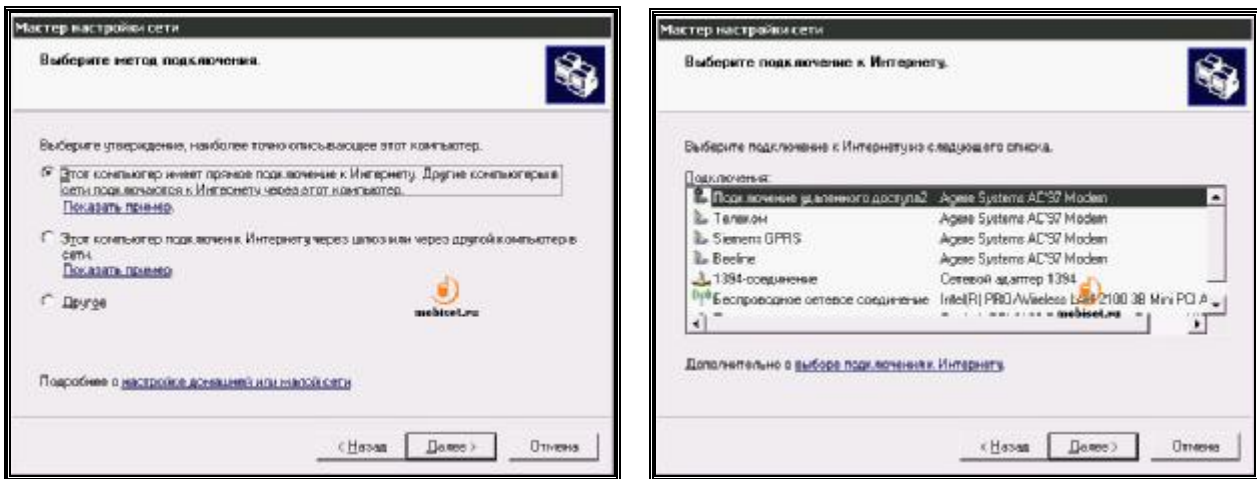 Мастер настройки сети
Выберите метод подключения.
Выберите утверждение, наиболее точно описывающее этот компьютер.
Этот компьютер имеет прямое подключение к Интернету. Другие компьютеры в
сети подключаются к Интернету через этот компьютер.
Показать пример.
Этот компьютер подключен к Интернету через шлюз или через другой компьютер в
сети.
Показать пример
Другое
mobiset.ru
Подробнее о настройке домашней или малой сети
< Назад
Далее >
Отмена
Мастер настройки сети
Выберите подключение к Интернету.
Выберите подключение к Интернету из следующего списка.
Подключения:
Подключение удаленного доступа2 Agere Systems AC'97 Modem
Телеком Agere Systems AC'97 Modem
Siemens GPRS Agere Systems AC'97 Modem
Beeline Agere Systems AC'97 Modem
1394-соединение Сетевой адаптер 1394
Беспроводное сетевое соединение Intel(R) PRO/Wireless LAN 2100 3B Mini PCI A
mobiset.ru
Дополнительно о выборе подключения к Интернету.
< Назад
Далее >
Отмена